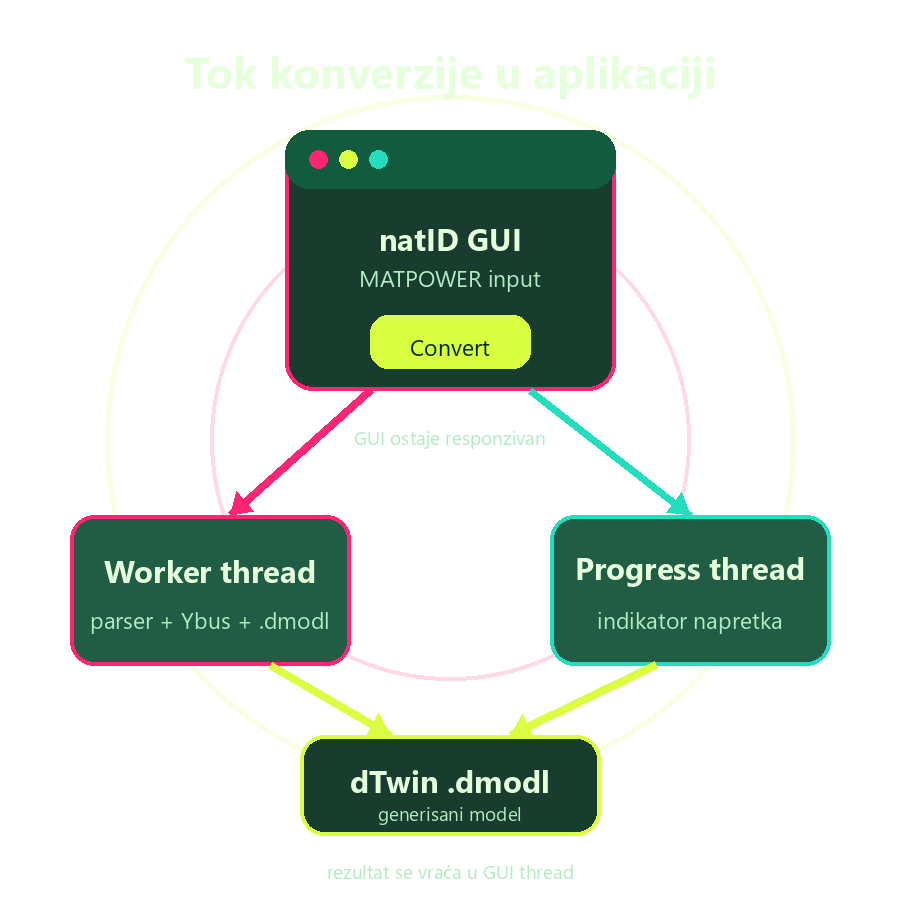 Tok konverzije u aplikaciji
natID GUI
MATPOWER input
Convert
GUI ostaje responzivan
Worker thread
parser + Ybus + .dmodl
Progress thread
indikator napretka
dTwin .dmodl
generisani model
rezultat se vraća u GUI thread